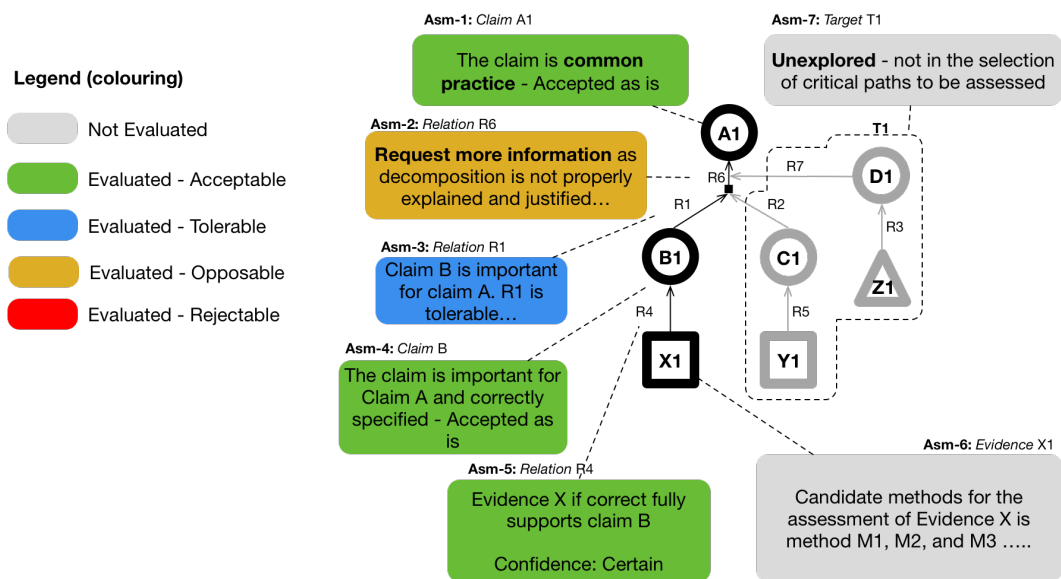 Legend (colouring)
Not Evaluated
Evaluated - Acceptable
Evaluated - Tolerable
Evaluated - Opposable
Evaluated - Rejectable
Asm-1: Claim A1
The claim is common
practice - Accepted as is
Asm-7: Target T1
Unexplored - not in the selection
of critical paths to be assessed
Asm-2: Relation R6
Request more information as
decomposition is not properly
explained and justified…
Asm-3: Relation R1
Claim B is important
for claim A. R1 is
tolerable…
Asm-4: Claim B
The claim is important for
Claim A and correctly
specified - Accepted as
is
Asm-5: Relation R4
Evidence X if correct fully
supports claim B
Confidence: Certain
Asm-6: Evidence X1
Candidate methods for the
assessment of Evidence X is
method M1, M2, and M3 …..
A1
T1
R6
R7
D1
R1
R2
R3
B1
C1
Z1
R4
R5
X1
Y1